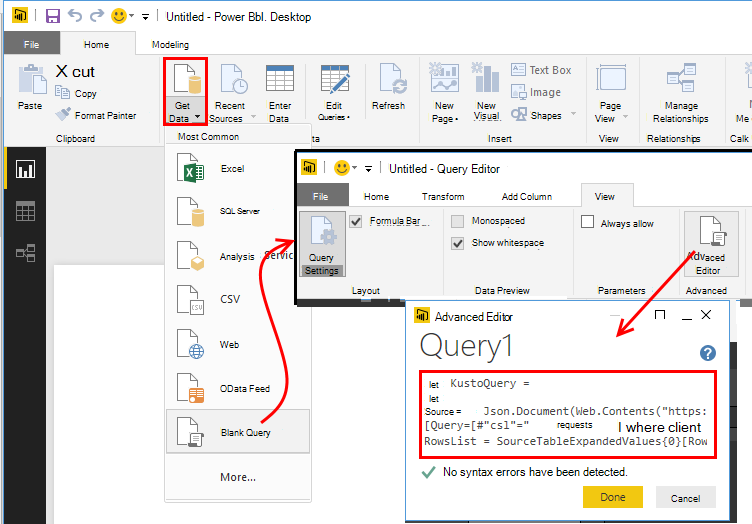 Untitled - Power Bbl. Desktop
File
Home
Modeling
Paste
X cut
Copy
Format Painter
Clipboard
Get
Data
Recent
Sources
Enter
Data
Edit
Queries
Refresh
New
Page
New
Visual
Text Box
Image
Shapes
Insert
Page
View
View
Manage
Relationships
Relationships
Me
Calk
Most Common
ta
Excel
SQL Server
Analysis Servic
CSV
Web
OData Feed
Blank Query
More...
Untitled - Query Editor
File
Home
Transform
Add Column
View
Query
Settings
Formula Bar
Layout
Monospaced
Show whitespace
Data Preview
Always allow
Parameters
AdVaced
Editor
Advanced
Advanced Editor
Query1
?
let KustoQuery =
let
Source = Json.Document(Web.Contents("https:
[Query=[#"csl"=" requests I where client
RowsList = SourceTableExpandedValues{0}[Row
No syntax errors have been detected.
Done
Cancel